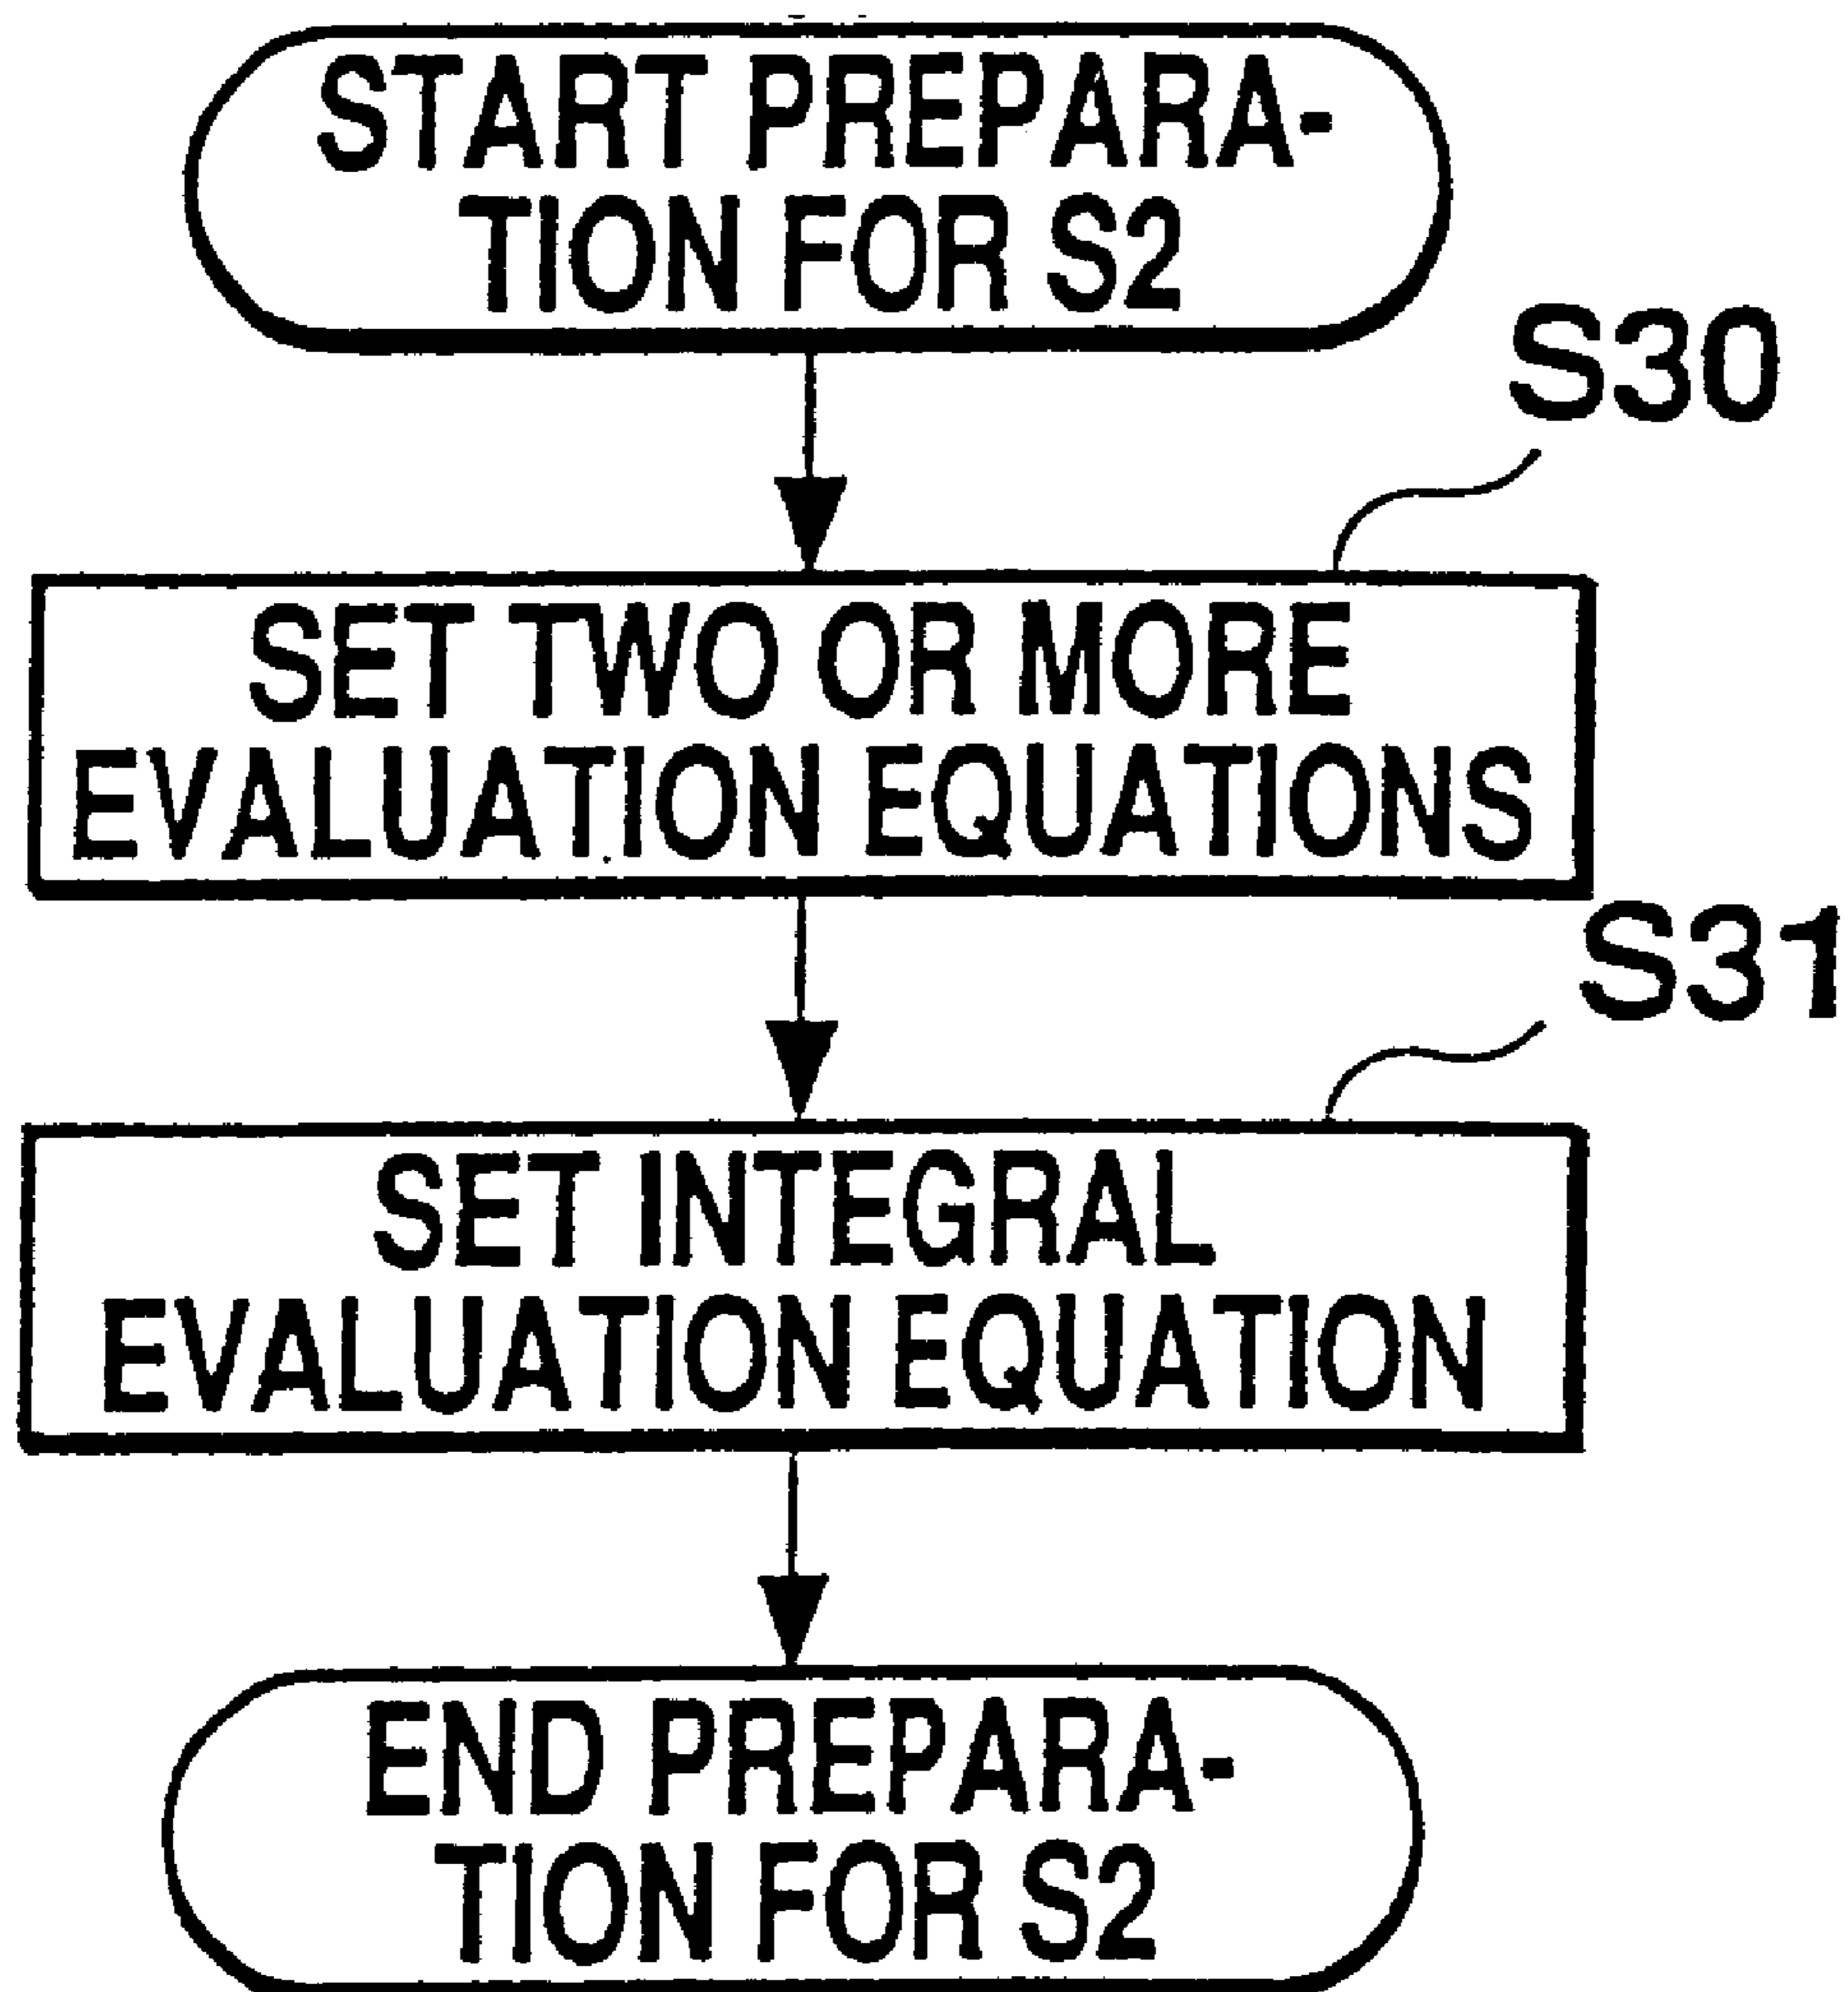 START PREPARA-
TION FOR S2
S30
SET TWO OR MORE
EVALUATION EQUATIONS
S31
SET INTEGRAL
EVALUATION EQUATION
END PREPARA-
TION FOR S2